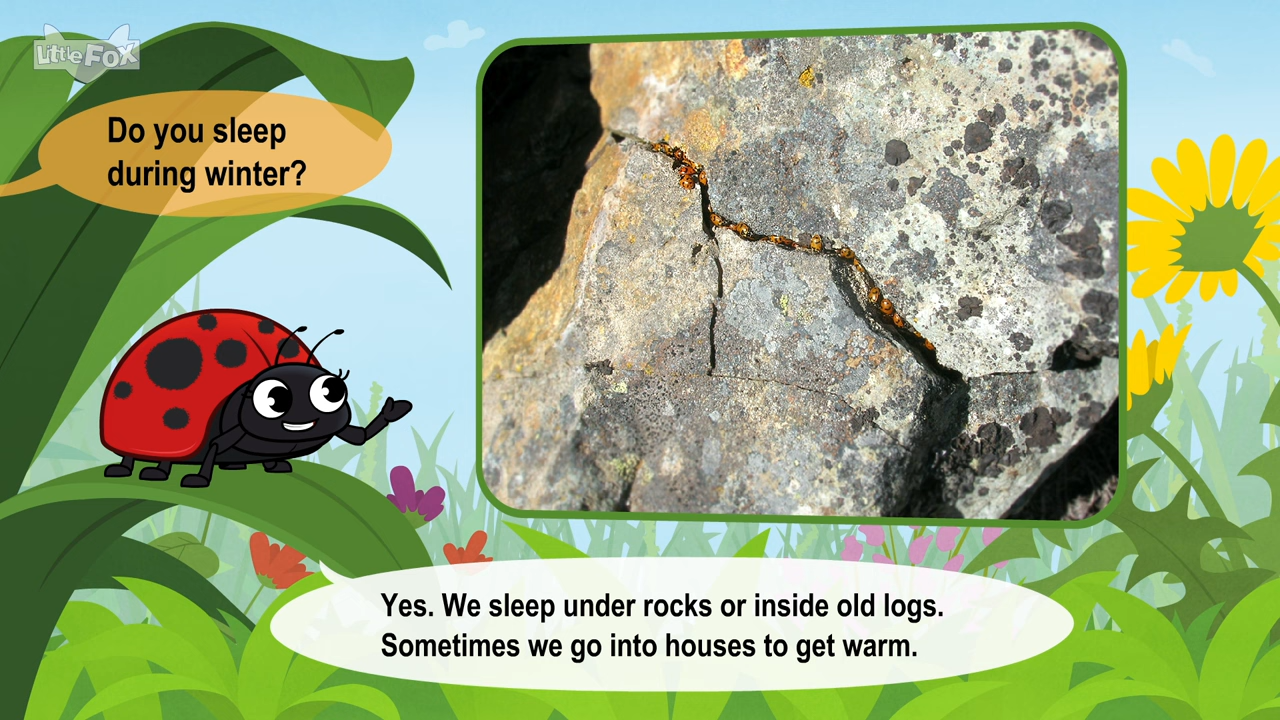 Little Fox
Do you sleep
during winter?
Yes. We sleep under rocks or inside old logs.
Sometimes we go into houses to get warm.